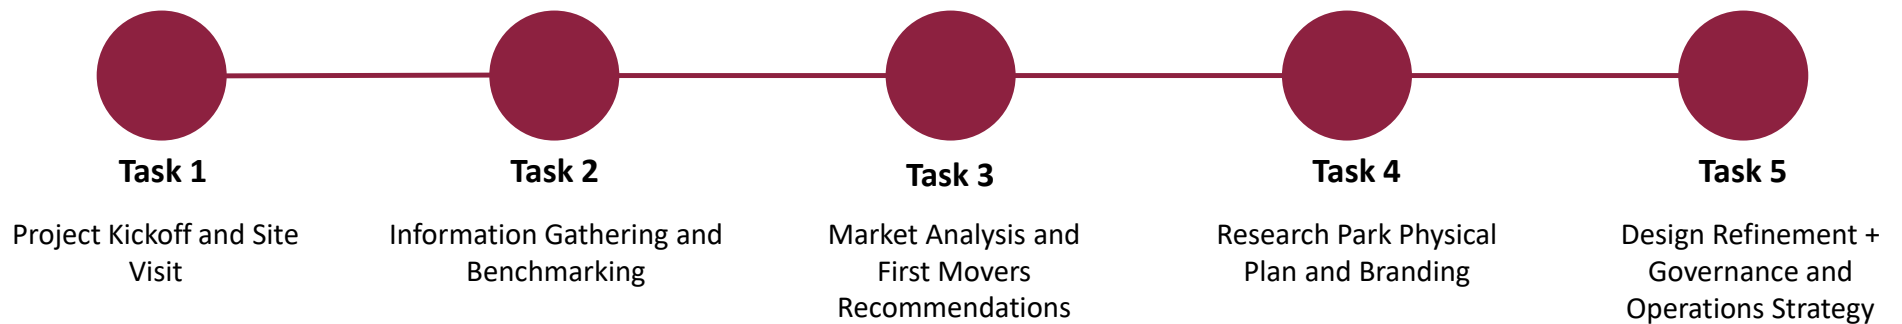 Task 1
Project Kickoff and Site
Visit
Task 2
Information Gathering and
Benchmarking
Task 3
Market Analysis and
First Movers
Recommendations
Task 4
Research Park Physical
Plan and Branding
Task 5
Design Refinement +
Governance and
Operations Strategy